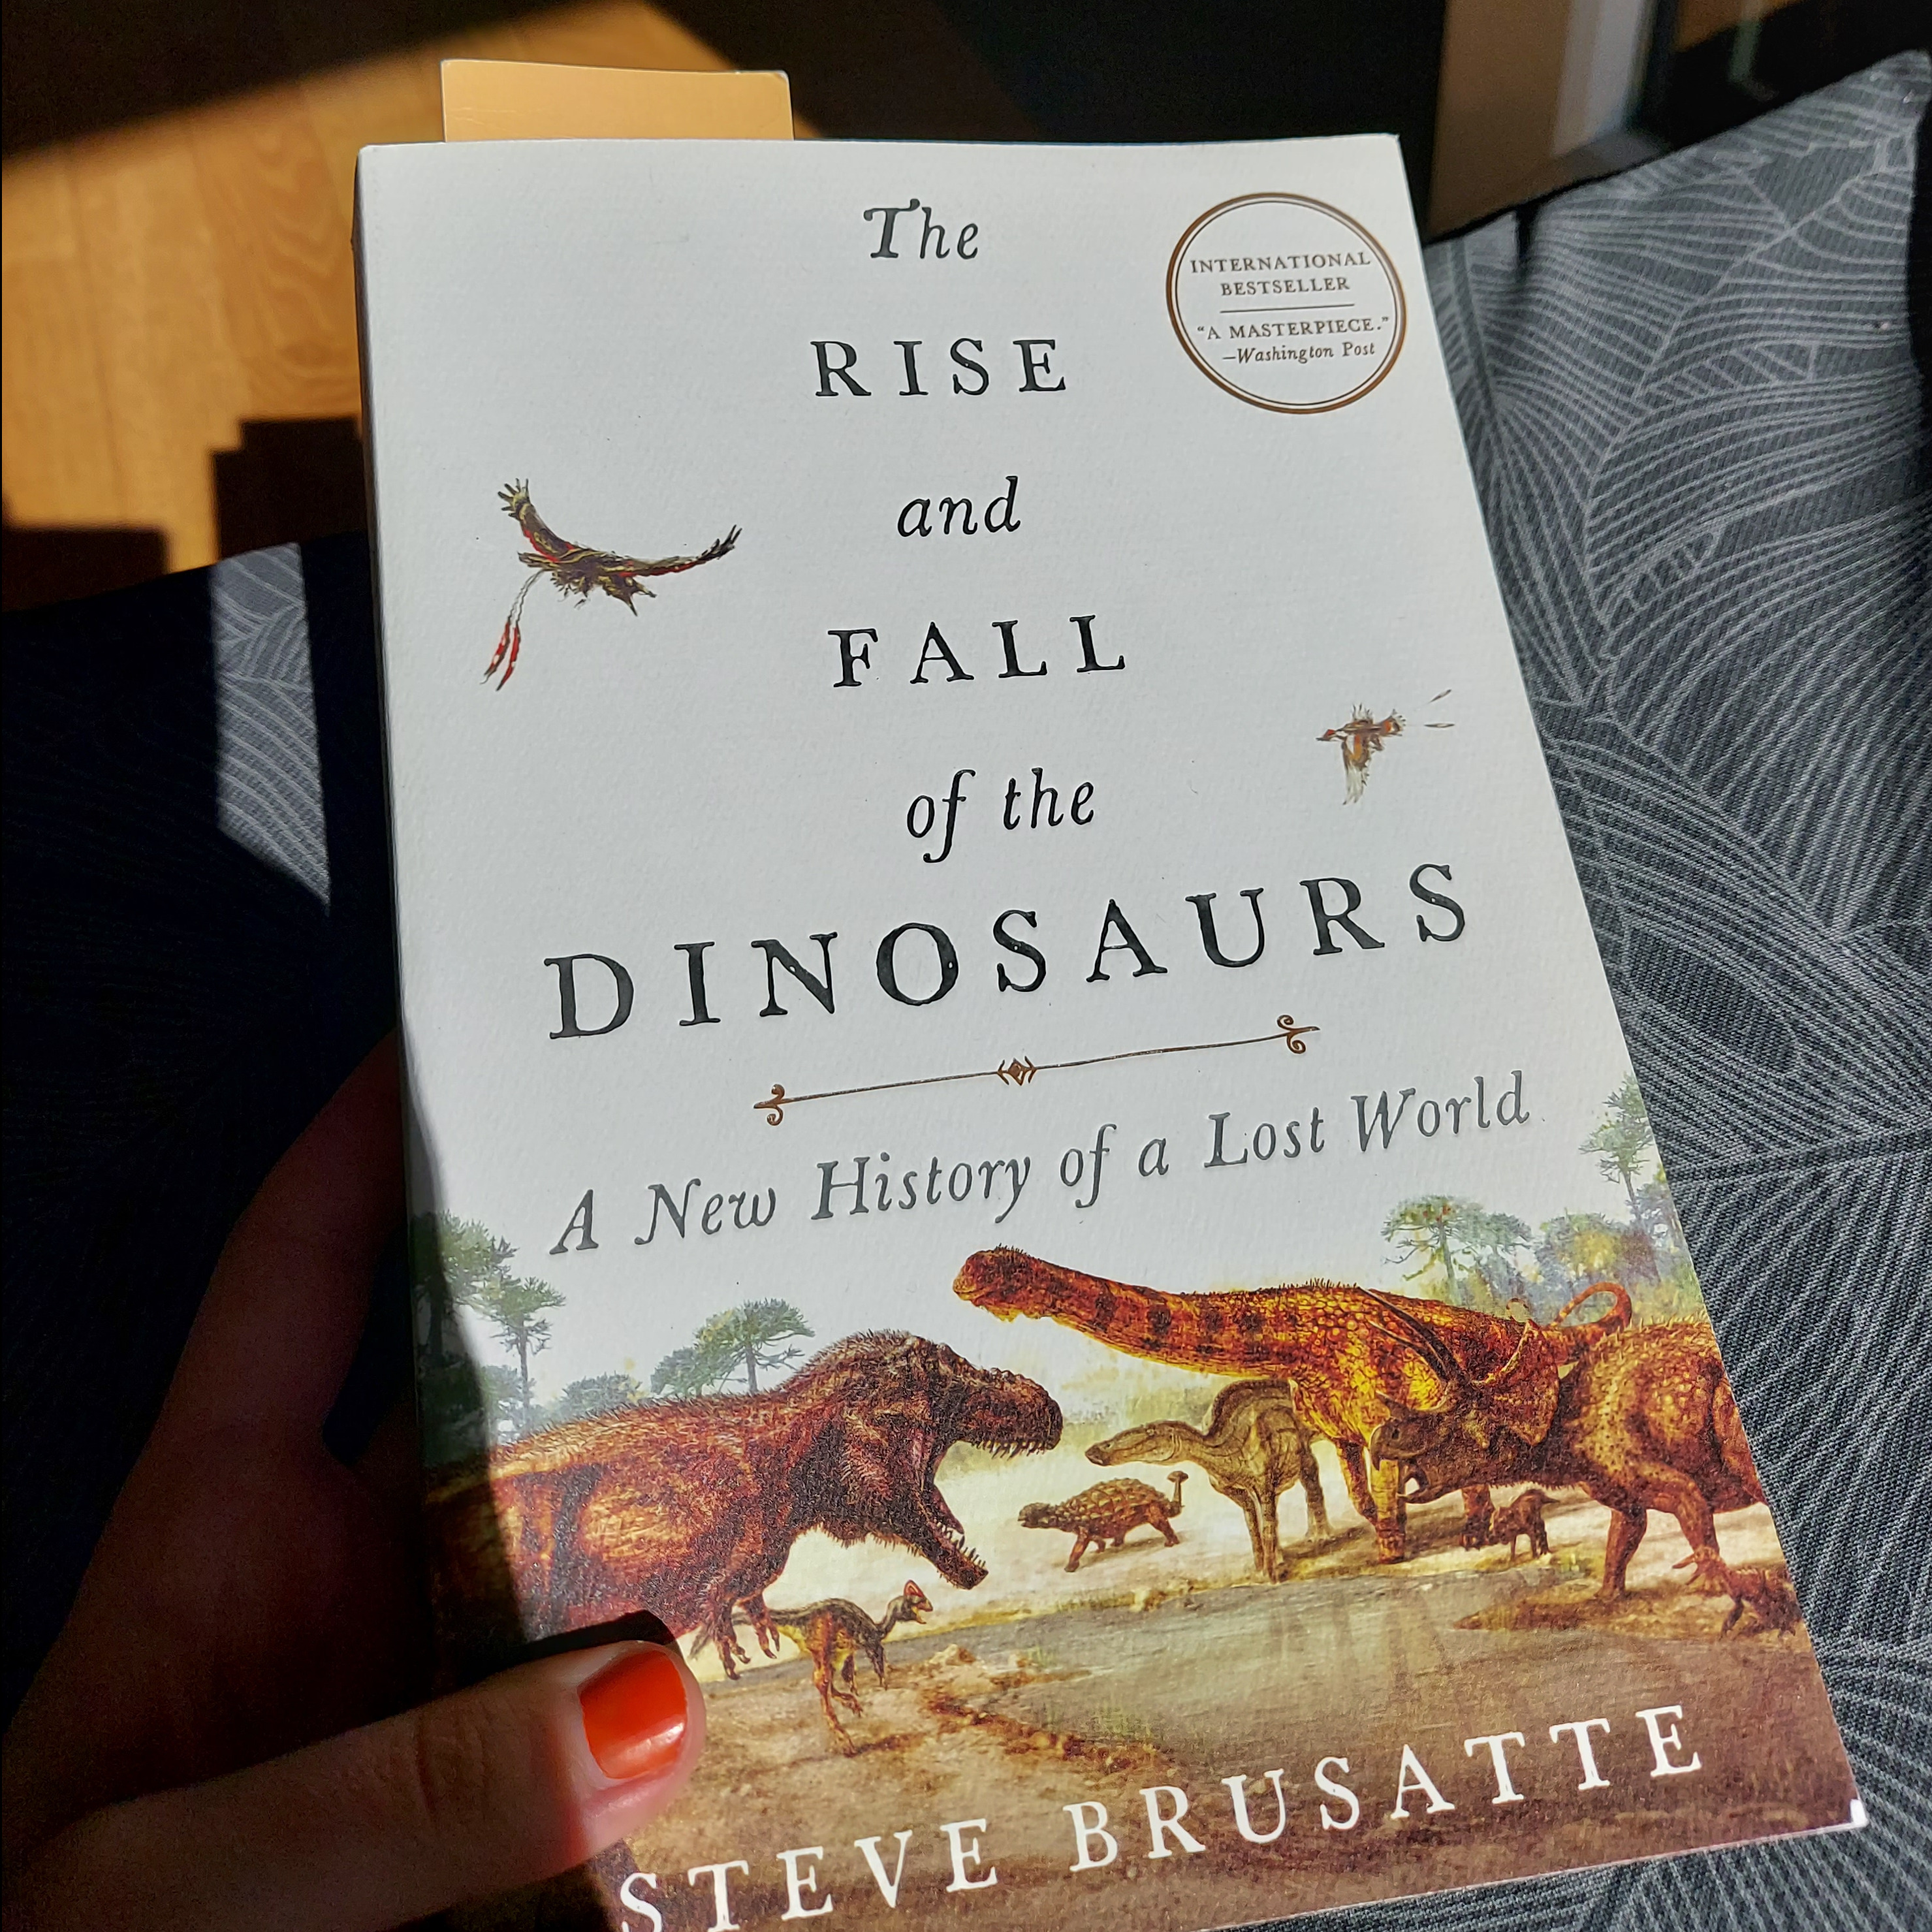 The
RISE
and
FALL
of the
DINOSAURS
A New History of a Lost World
STEVE BRUSATTE
INTERNATIONAL
BESTSELLER
“A MASTERPIECE.”
—Washington Post